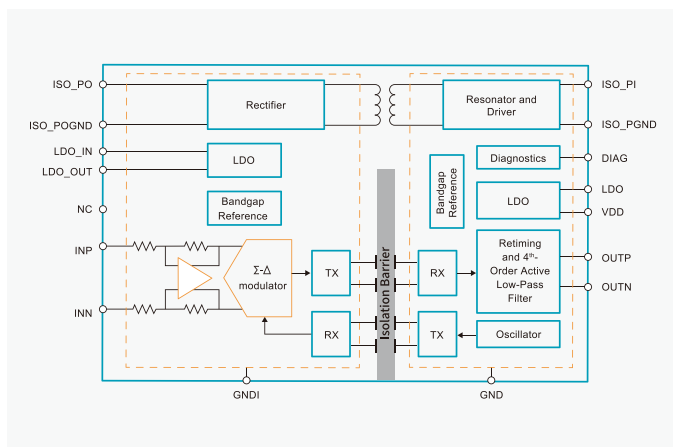 ISO_PO
ISO_POGND
LDO_IN
LDO_OUT
NC
INP
INN
Rectifier
LDO
Bandgap
Reference
Σ-Δ
modulator
TX
RX
Isolation Barrier
Resonator and
Driver
Diagnostics
Bandgap
Reference
LDO
RX
Retiming
and 4th-
Order Active
Low-Pass
Filter
TX
Oscillator
ISO_PI
ISO_PGND
DIAG
LDO
VDD
OUTP
OUTN
GNDI
GND